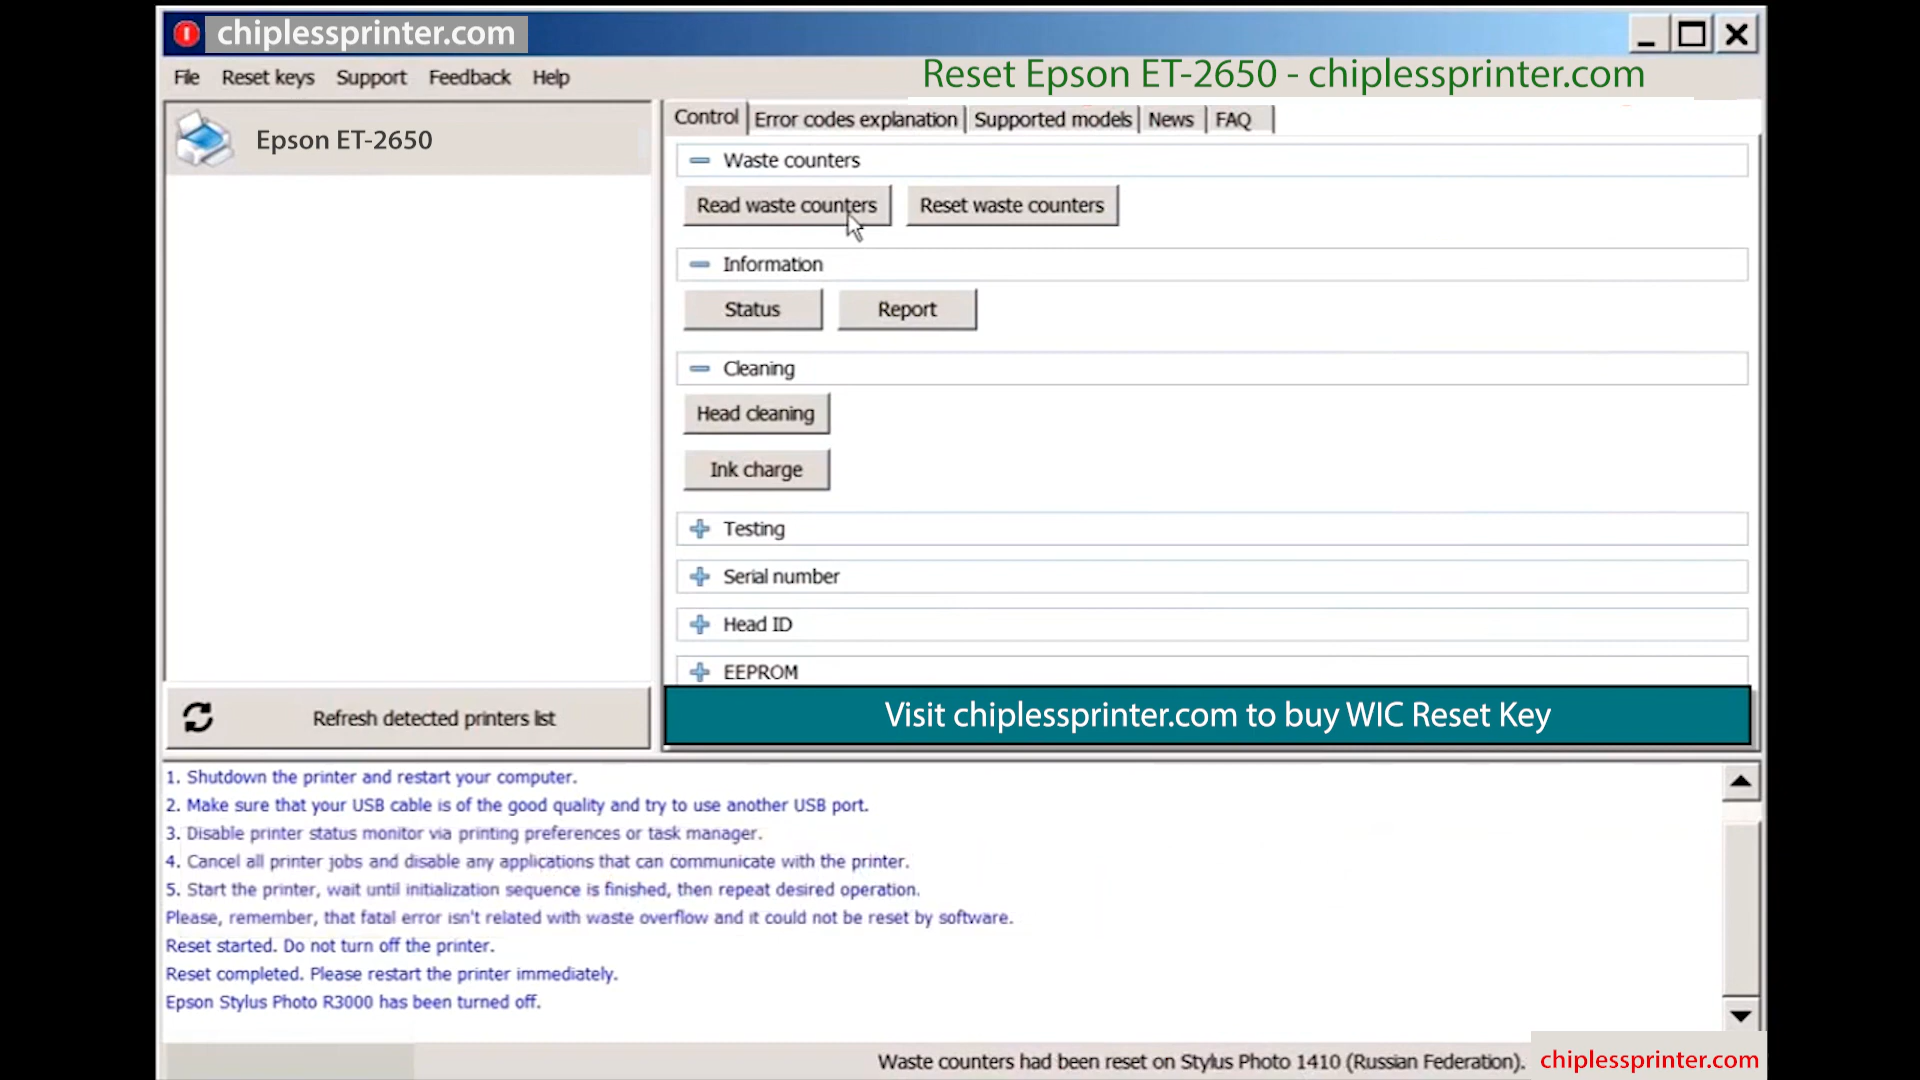 chiplessprinter.com
File Reset keys Support Feedback Help
Reset Epson ET-2650 - chiplessprinter.com
Epson ET-2650
Control Error codes explanation Supported models News FAQ
Waste counters
Read waste counters Reset waste counters
Information
Status Report
Cleaning
Head cleaning
Ink charge
Testing
Serial number
Head ID
EEPROM
Refresh detected printers list
Visit chiplessprinter.com to buy WIC Reset Key
1. Shutdown the printer and restart your computer.
2. Make sure that your USB cable is of the good quality and try to use another USB port.
3. Disable printer status monitor via printing preferences or task manager.
4. Cancel all printer jobs and disable any applications that can communicate with the printer.
5. Start the printer, wait until initialization sequence is finished, then repeat desired operation.
Please, remember, that fatal error isn't related with waste overflow and it could not be reset by software.
Reset started. Do not turn off the printer.
Reset completed. Please restart the printer immediately.
Epson Stylus Photo R3000 has been turned off.
Waste counters had been reset on Stylus Photo 1410 (Russian Federation).
chiplessprinter.com